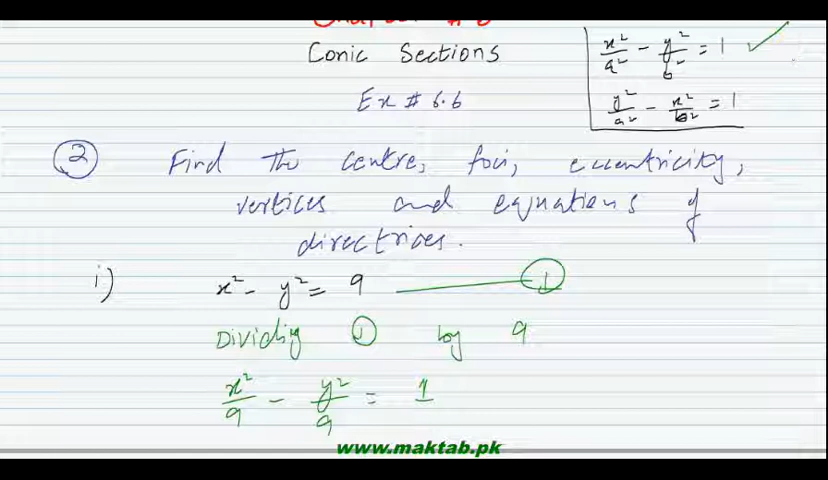 Conic Sections
Ex # 6.6
x²/a² - y²/b² = 1 ✓
y²/a² - x²/b² = 1
② Find the centre, foci, eccentricity,
vertices and equations of
directrices.
i) x² - y² = 9 ①
Dividing ① by 9
x²/9 - y²/9 = 1
www.maktab.pk